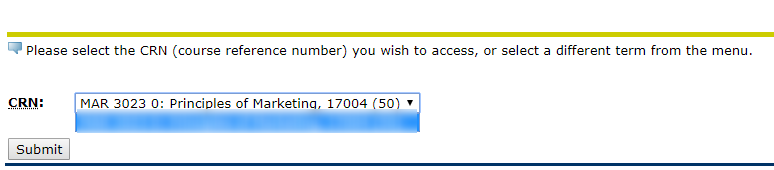 Please select the CRN (course reference number) you wish to access, or select a different term from the menu.
CRN: MAR 3023 0: Principles of Marketing, 17004 (50)
Submit